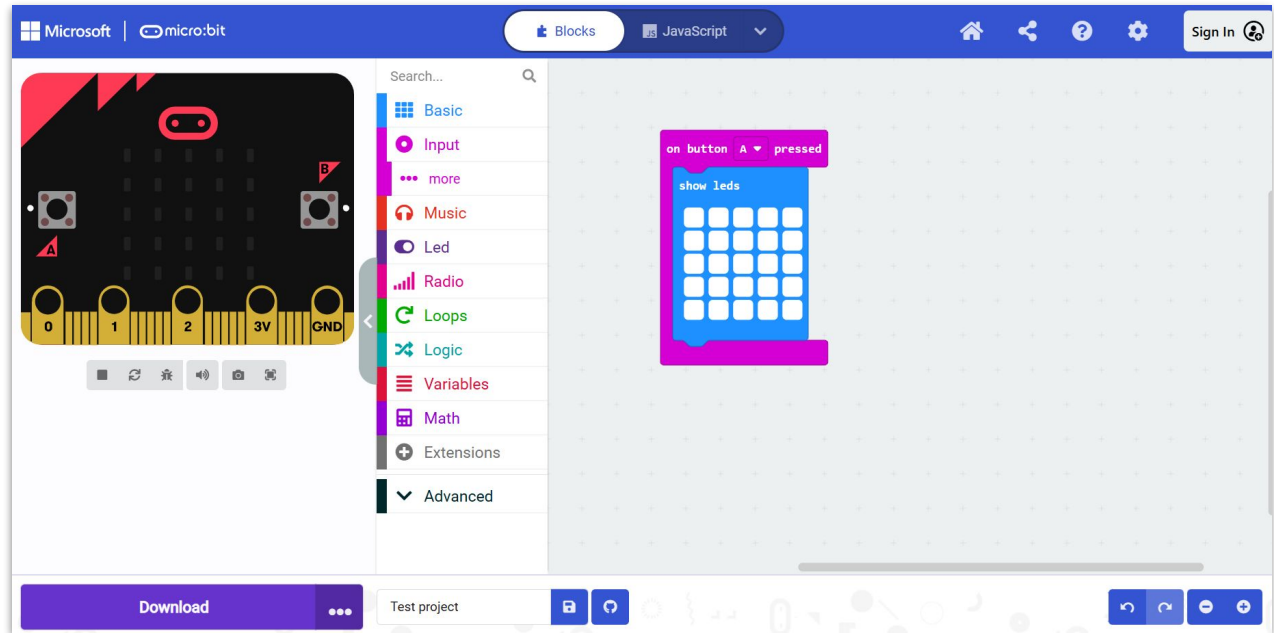 Microsoft micro:bit Blocks JS JavaScript Sign In
Search...
Basic
Input
more
Music
Led
Radio
Loops
Logic
Variables
Math
Extensions
Advanced
B
A
0 1 2 3V GND
on button A pressed
show leds
Download
Test project